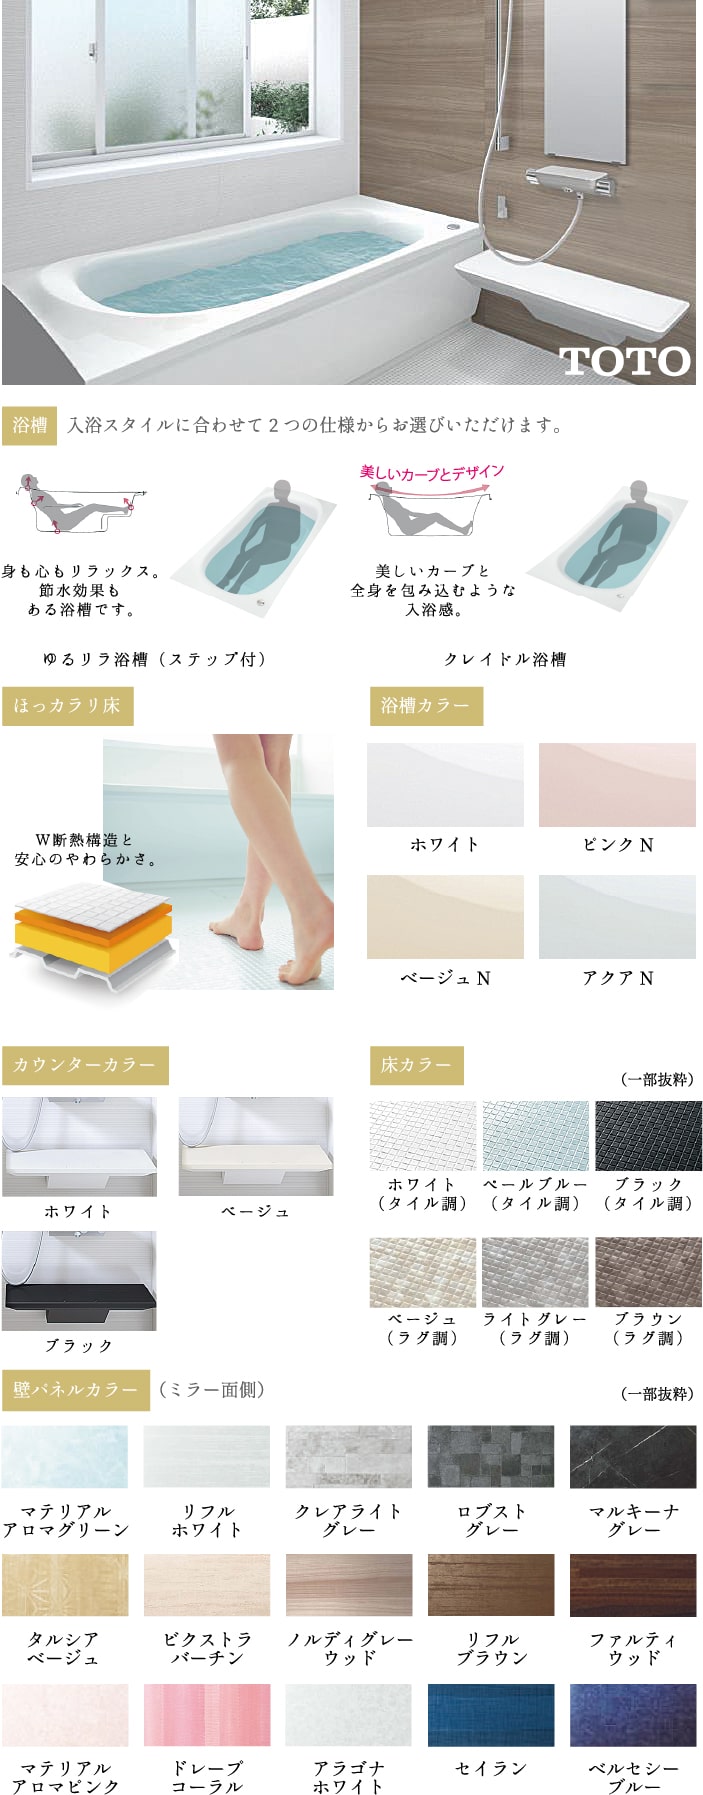 TOTO
浴槽 入浴スタイルに合わせて2つの仕様からお選びいただけます。
身も心もリラックス。
節水効果も
ある浴槽です。
ゆるリラ浴槽（ステップ付）
美しいカーブとデザイン
美しいカーブと
全身を包み込むような
入浴感。
クレイドル浴槽
ほっカラリ床
W断熱構造と
安心のやわらかさ。
浴槽カラー
ホワイト
ピンクN
ベージュN
アクアN
カウンターカラー
ホワイト
ベージュ
ブラック
床カラー
（一部抜粋）
ホワイト
（タイル調）
ペールブルー
（タイル調）
ブラック
（タイル調）
ベージュ
（ラグ調）
ライトグレー
（ラグ調）
ブラウン
（ラグ調）
壁パネルカラー （ミラー面側）
（一部抜粋）
マテリアル
アロマグリーン
リフル
ホワイト
クレアライト
グレー
ロブスト
グレー
マルキーナ
グレー
タルシア
ベージュ
ビクストラ
バーチン
ノルディグレー
ウッド
リフル
ブラウン
ファルティ
ウッド
マテリアル
アロマピンク
ドレープ
コーラル
アラゴナ
ホワイト
セイラン
ベルセシー
ブルー